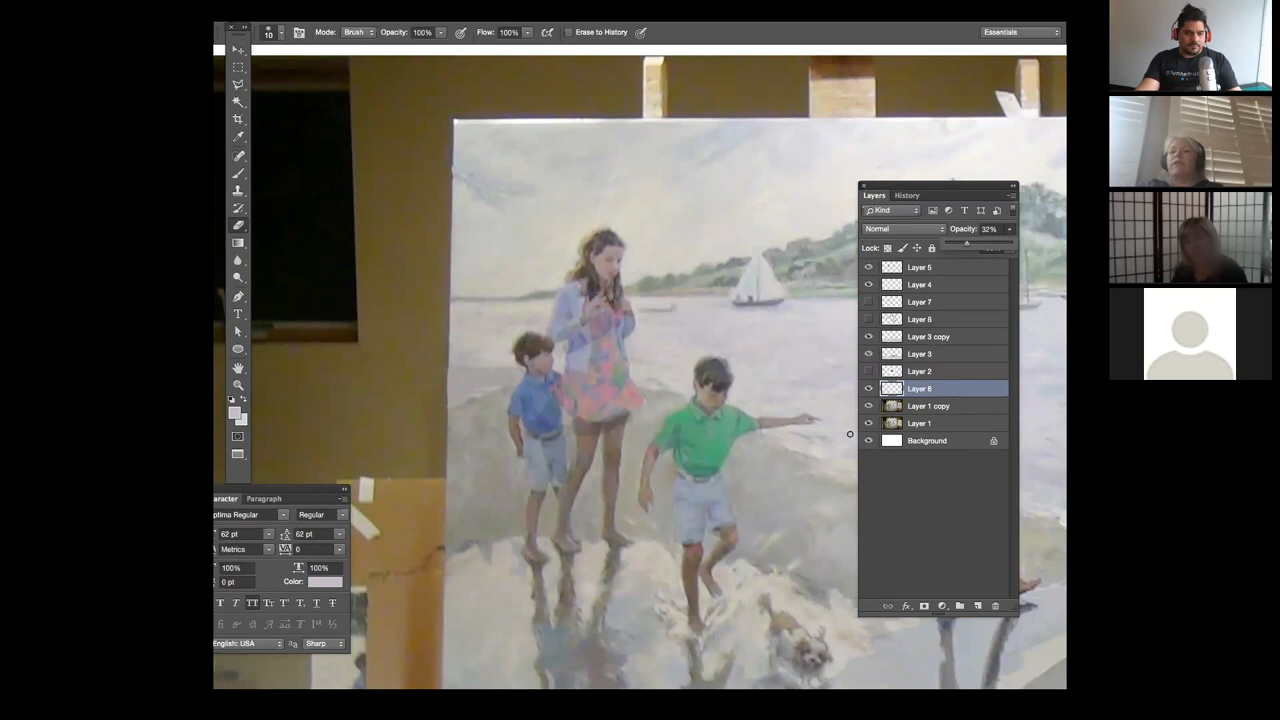 10 Mode: Brush Opacity: 100% Flow: 100% Erase to History Essentials
Layers History
Kind
Normal Opacity: 32%
Lock:
Layer 5
Layer 4
Layer 7
Layer 6
Layer 3 copy
Layer 3
Layer 2
Layer 8
Layer 1 copy
Layer 1
Background
aracter Paragraph
ptima Regular Regular
62 pt 62 pt
Metrics 0
100% 100%
0 pt Color:
English: USA Sharp